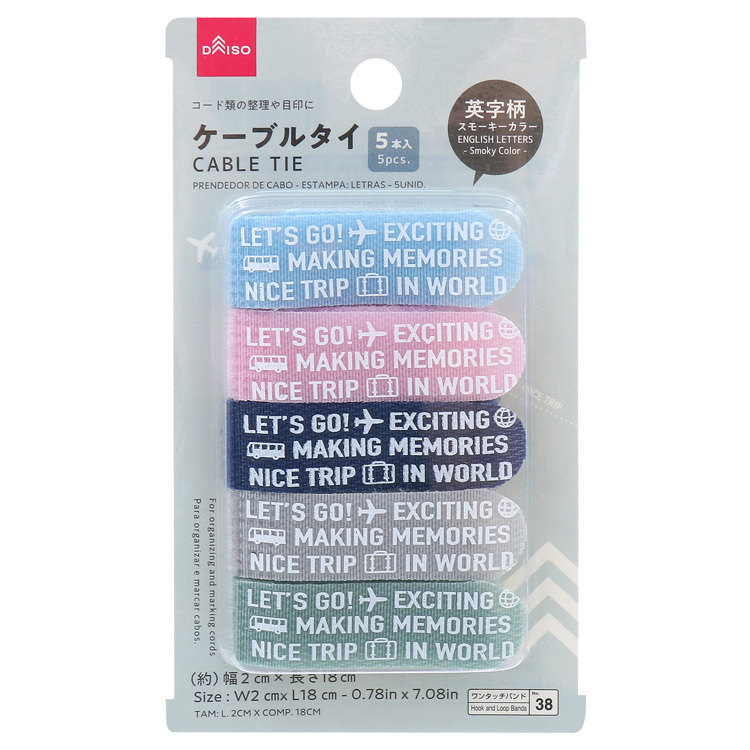 DAISO
コード類の整理や目印に
ケーブルタイ
5本入
5pcs.
CABLE TIE
PRENDEDOR DE CABO - ESTAMPA: LETRAS - 5UNID.
英字柄
スモーキーカラー
ENGLISH LETTERS
- Smoky Color -
LET'S GO! EXCITING
MAKING MEMORIES
NICE TRIP IN WORLD
LET'S GO! EXCITING
MAKING MEMORIES
NICE TRIP IN WORLD
LET'S GO! EXCITING
MAKING MEMORIES
NICE TRIP IN WORLD
LET'S GO! EXCITING
MAKING MEMORIES
NICE TRIP IN WORLD
LET'S GO! EXCITING
MAKING MEMORIES
NICE TRIP IN WORLD
NICE TRIP
For organizing and marking cords
Para organizar e marcar cabos.
(約)幅2cm×長さ18cm
Size : W2 cmx L18 cm - 0.78in x 7.08in
TAM: L. 2CM X COMP. 18CM
ワンタッチバンド
Hook and Loop Bands
No.
38